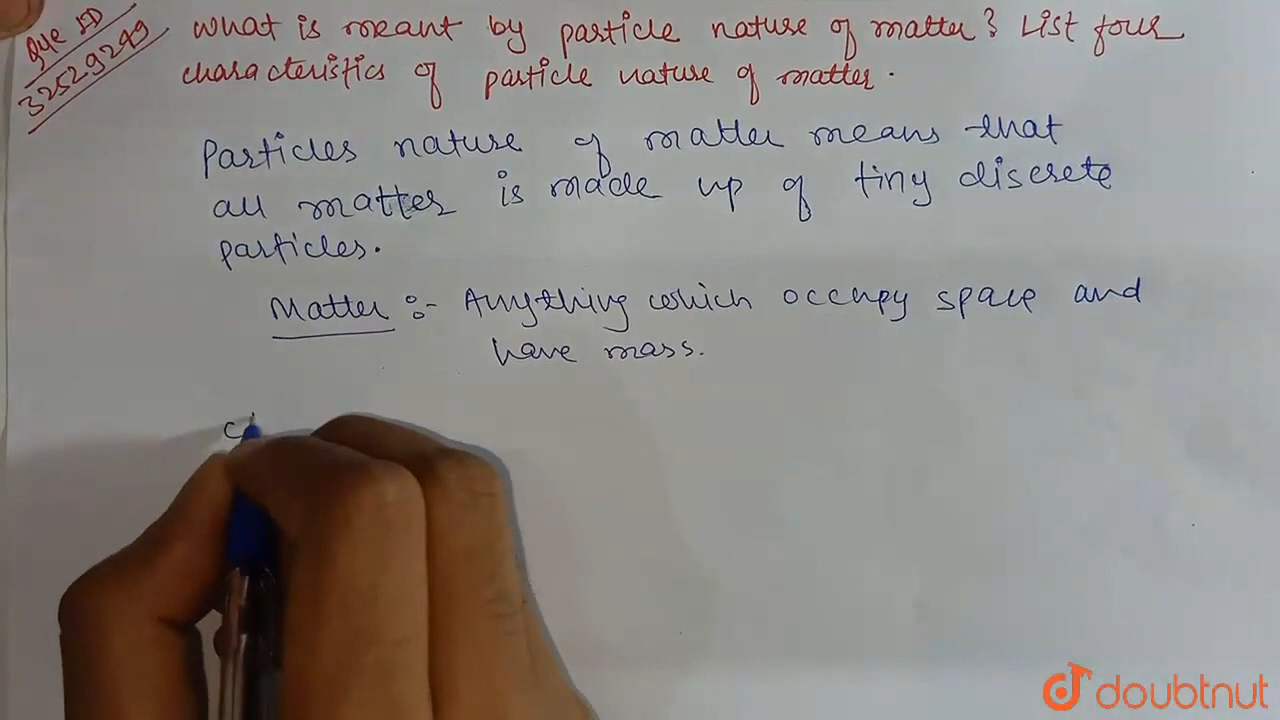 Que ID
32529249
What is meant by particle nature of matter? List four
characteristics of particle nature of matter.
Particles nature of matter means that
all matter is made up of tiny discrete
particles.
Matter :- Anything which occupy space and
have mass.
C
doubtnut